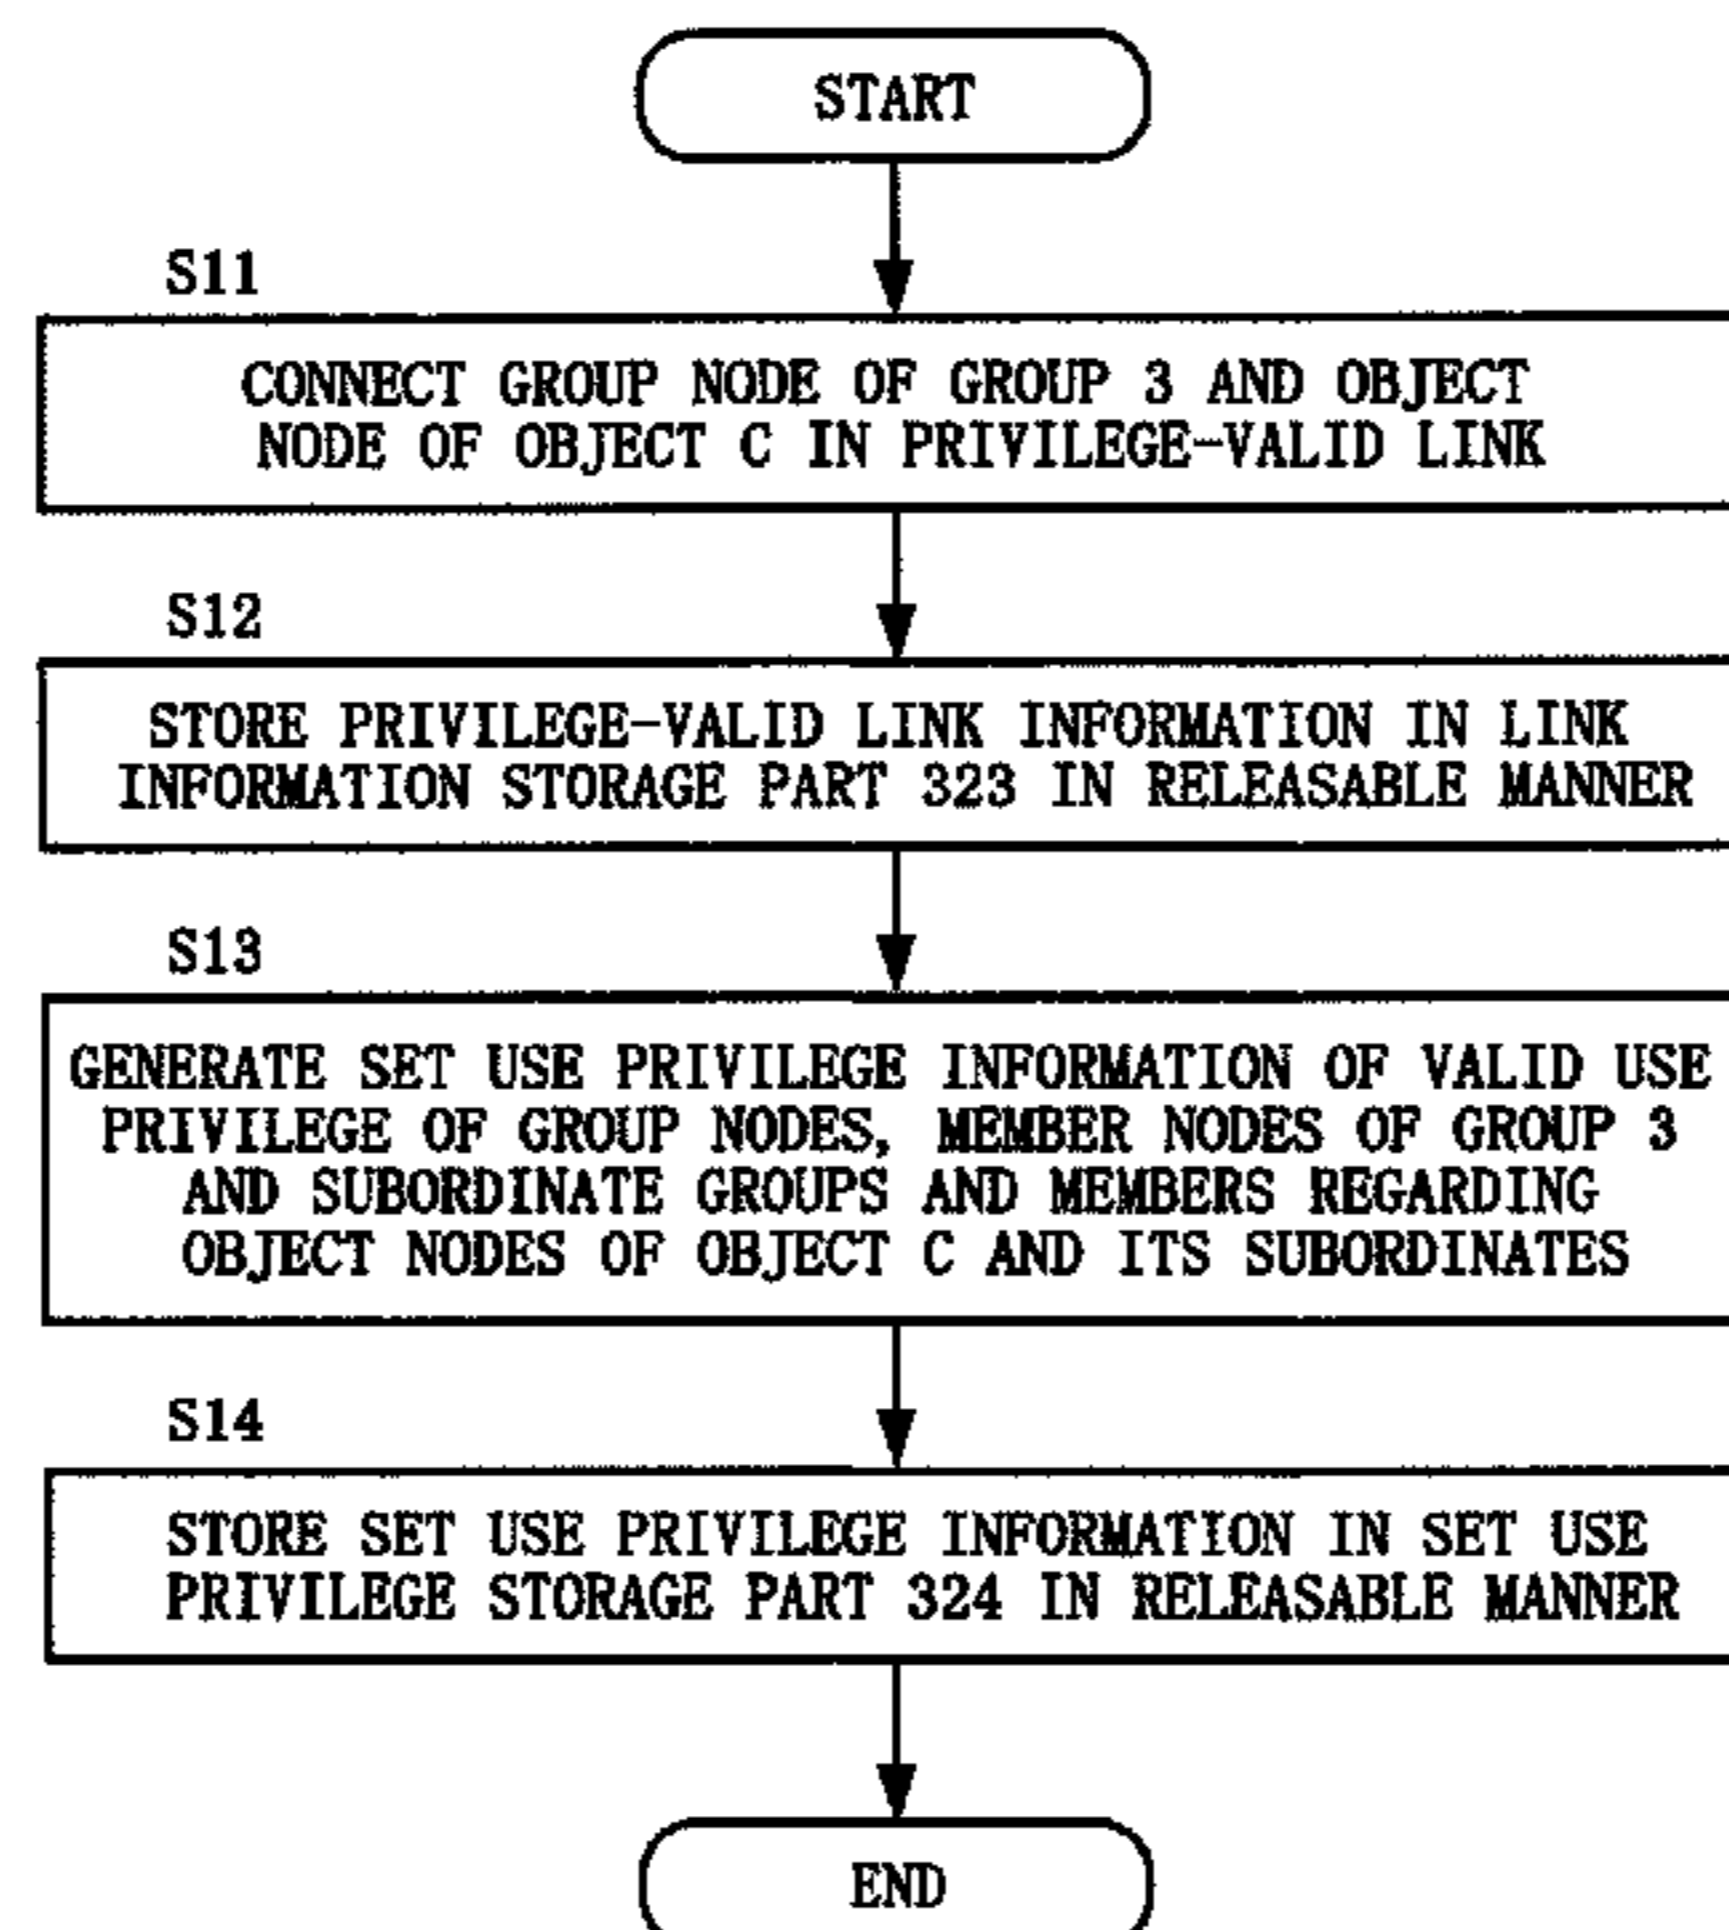 START
S11
CONNECT GROUP NODE OF GROUP 3 AND OBJECT
NODE OF OBJECT C IN PRIVILEGE-VALID LINK
S12
STORE PRIVILEGE-VALID LINK INFORMATION IN LINK
INFORMATION STORAGE PART 323 IN RELEASABLE MANNER
S13
GENERATE SET USE PRIVILEGE INFORMATION OF VALID USE
PRIVILEGE OF GROUP NODES, MEMBER NODES OF GROUP 3
AND SUBORDINATE GROUPS AND MEMBERS REGARDING
OBJECT NODES OF OBJECT C AND ITS SUBORDINATES
S14
STORE SET USE PRIVILEGE INFORMATION IN SET USE
PRIVILEGE STORAGE PART 324 IN RELEASABLE MANNER
END